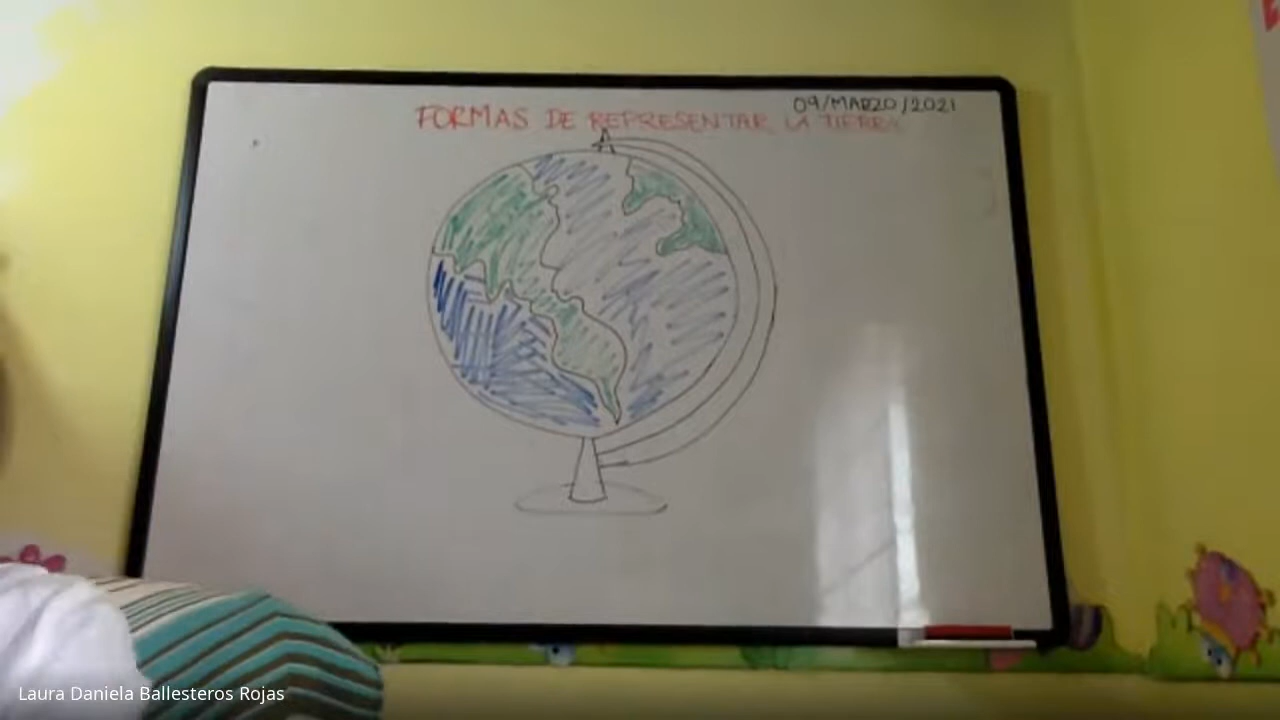 09/MARZO/2021
FORMAS DE REPRESENTAR LA TIERRA
Laura Daniela Ballesteros Rojas